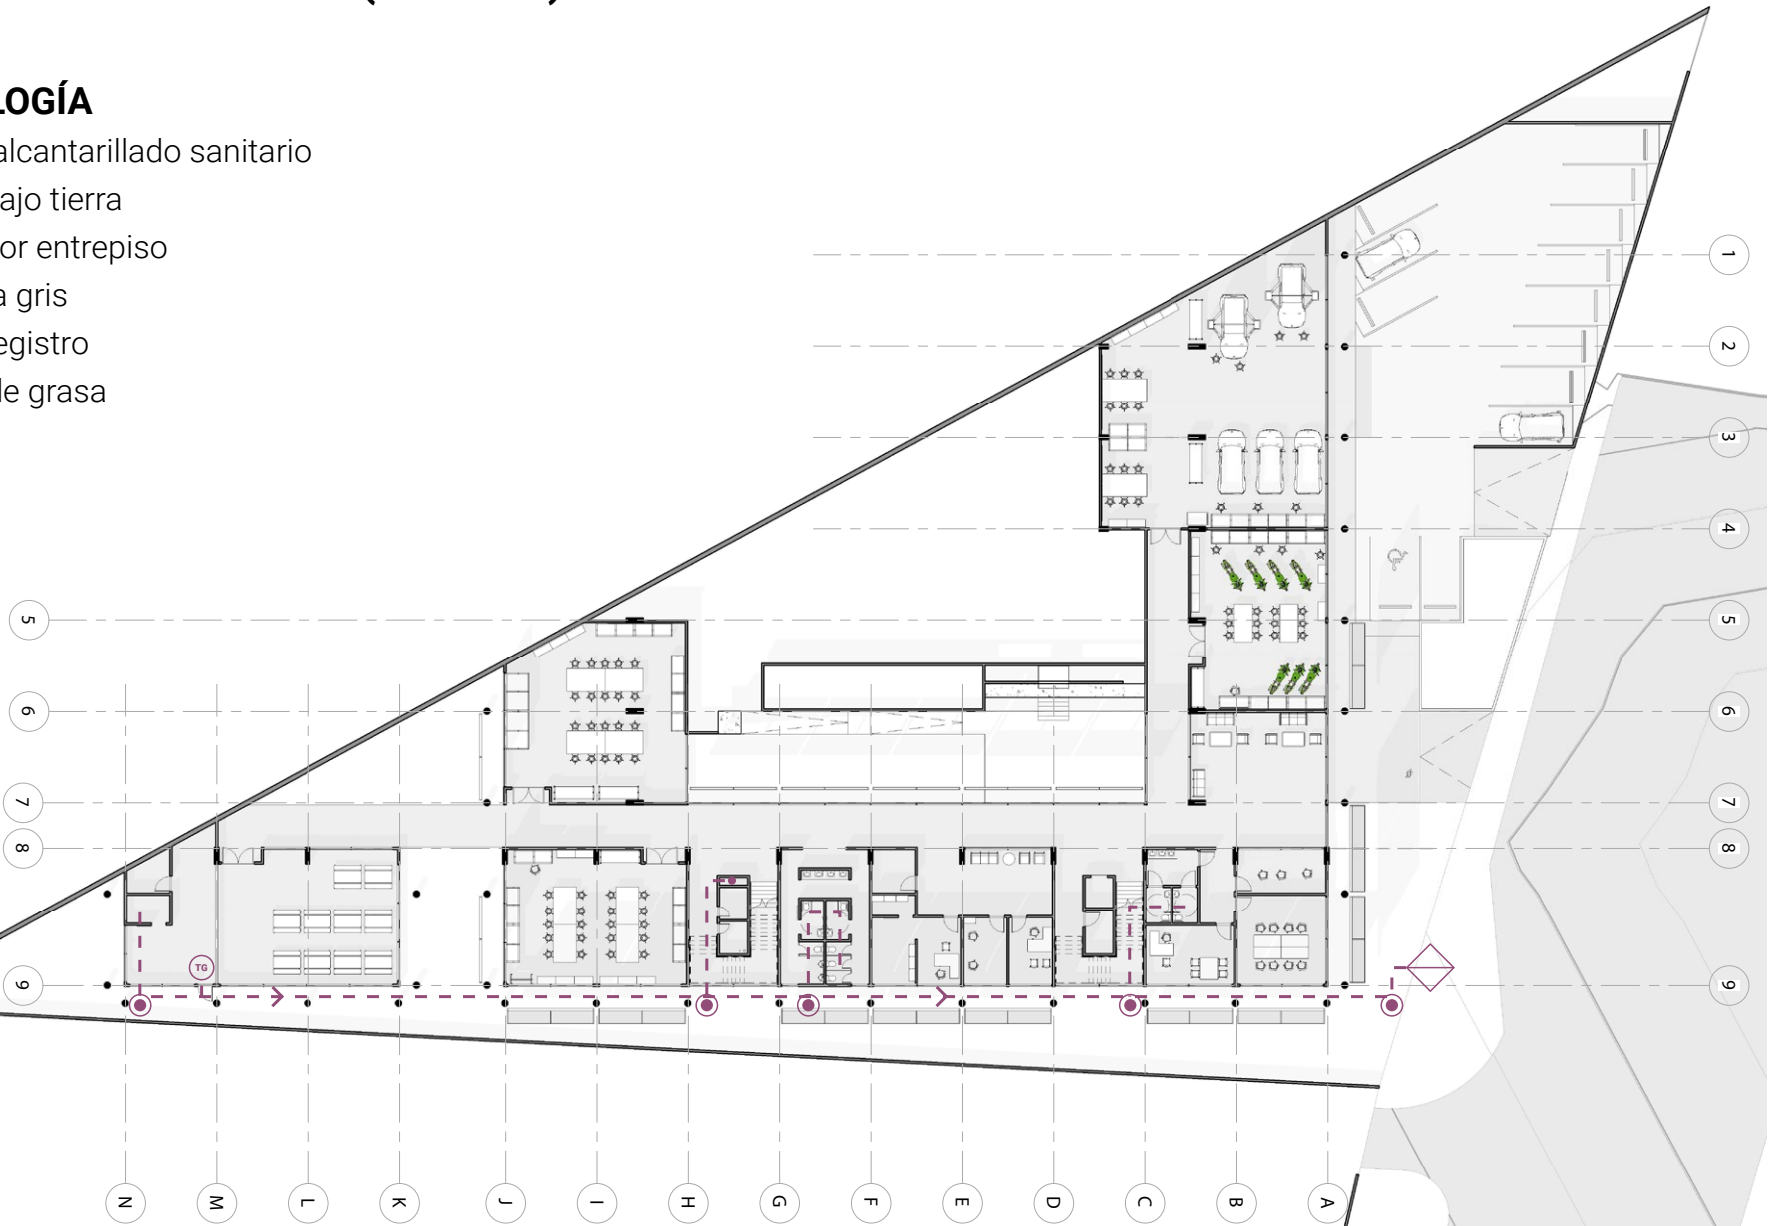 LOGÍA
alcantarillado sanitario
ajo tierra
or entrepiso
a gris
egistro
de grasa
1
2
3
4
5
5
6
6
7
7
8
8
TG
9
9
N
M
L
K
J
I
H
G
F
E
D
C
B
A